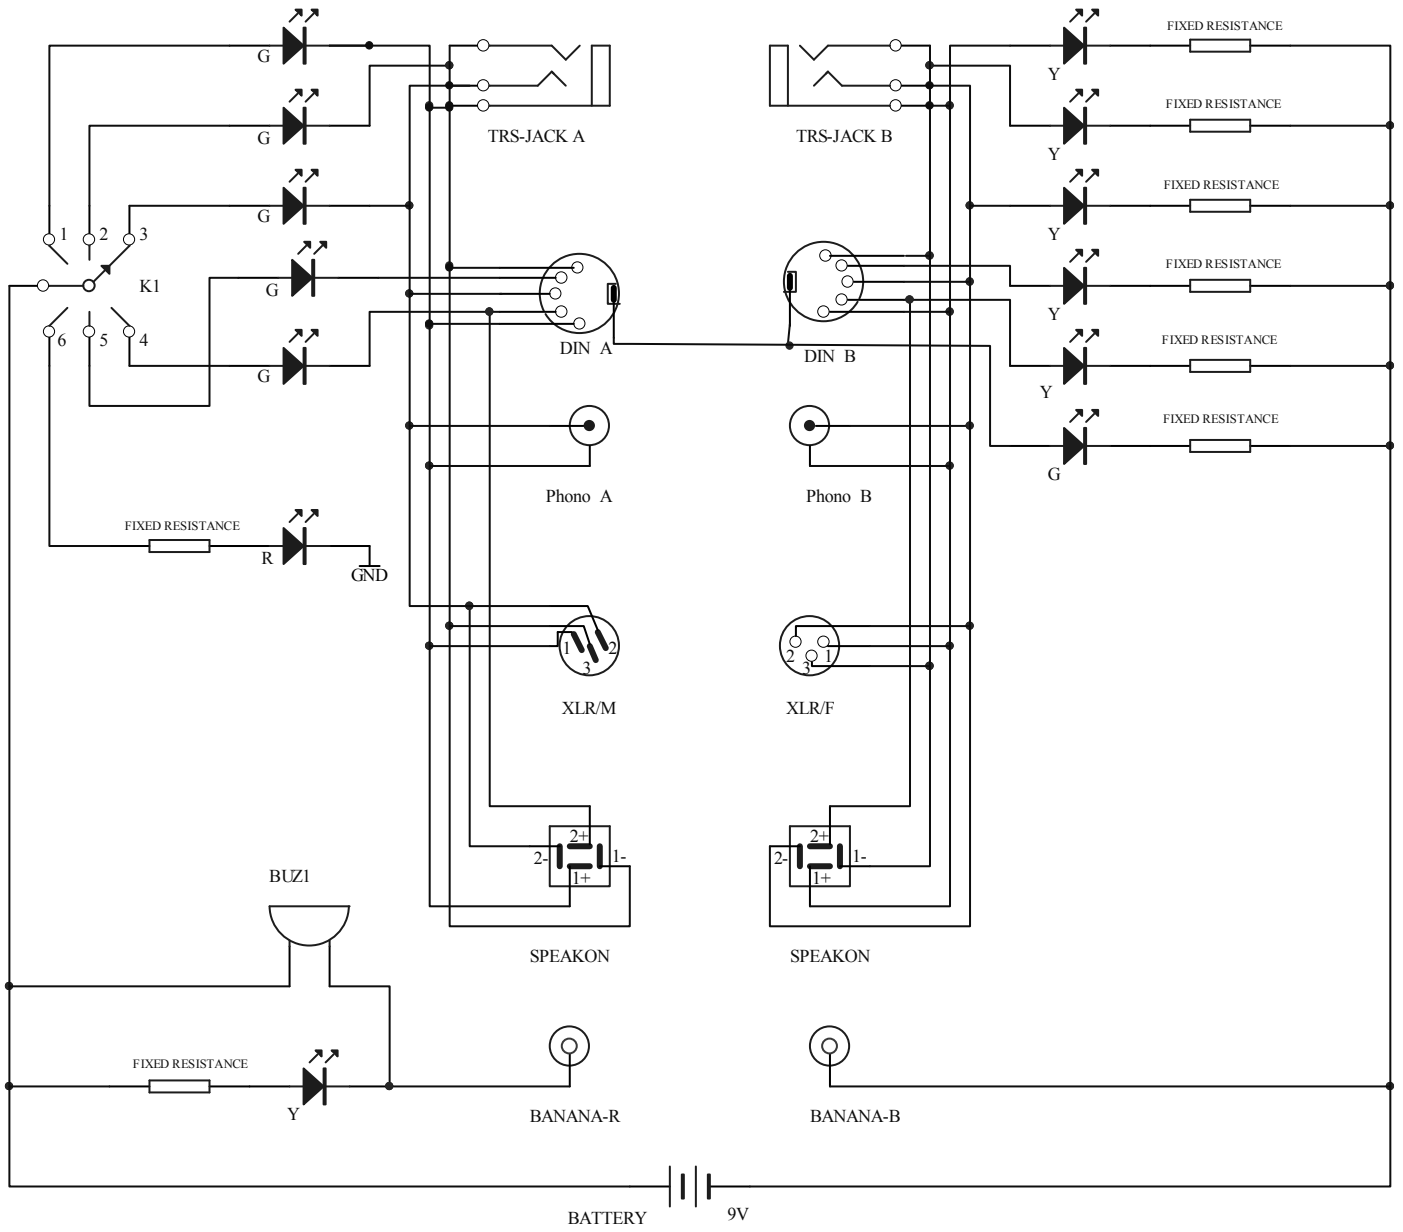 FIXED RESISTANCE
G
Y
FIXED RESISTANCE
TRS-JACK A
TRS-JACK B
G
Y
FIXED RESISTANCE
G
Y
1
2
3
FIXED RESISTANCE
K1
G
Y
6
5
4
FIXED RESISTANCE
DIN A
DIN B
G
Y
FIXED RESISTANCE
G
Phono A
Phono B
FIXED RESISTANCE
R
GND
1
2
3
2
1
3
XLR/M
XLR/F
2+
2-
1-
1+
2+
2-
1-
1+
BUZ1
SPEAKON
SPEAKON
FIXED RESISTANCE
Y
BANANA-R
BANANA-B
BATTERY
9V